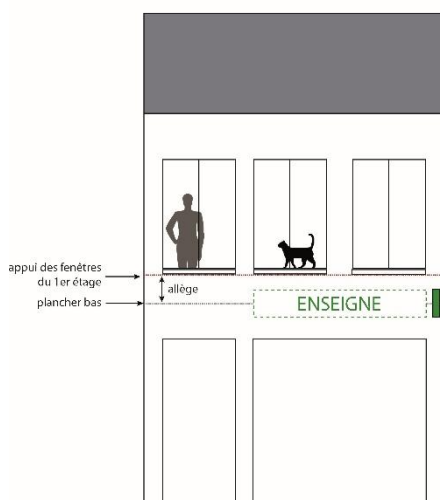 appui des fenêtres
du 1er étage
allège
plancher bas
ENSEIGNE